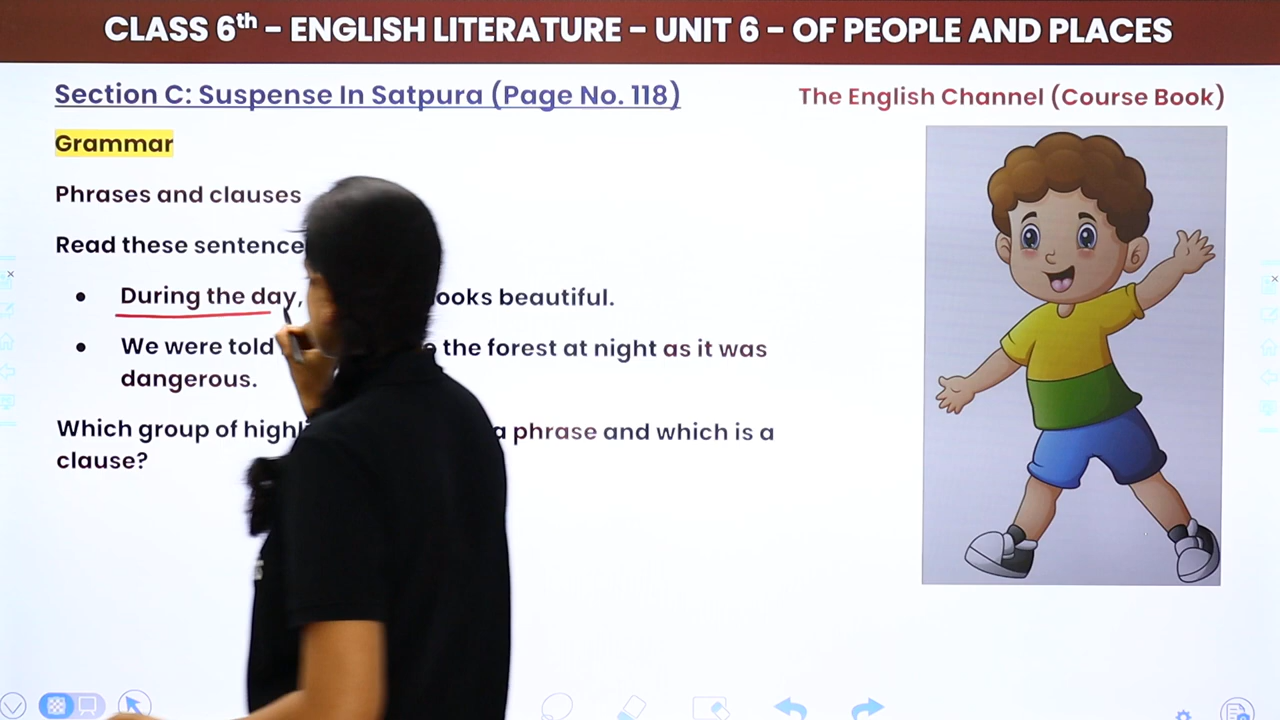 CLASS 6th – ENGLISH LITERATURE – UNIT 6 – OF PEOPLE AND PLACES
Section C: Suspense In Satpura (Page No. 118)
The English Channel (Course Book)
Grammar
Phrases and clauses
Read these sentence
• During the day, ooks beautiful.
• We were told the forest at night as it was
dangerous.
Which group of highl a phrase and which is a
clause?